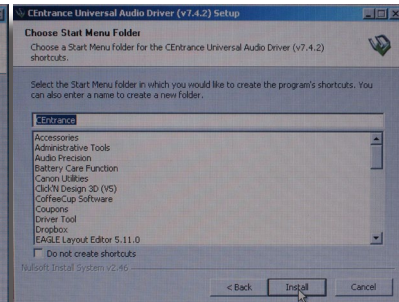 CEntrance Universal Audio Driver (v7.4.2) Setup
Choose Start Menu Folder
Choose a Start Menu folder for the CEntrance Universal Audio Driver (v7.4.2)
shortcuts.
Select the Start Menu folder in which you would like to create the program's shortcuts. You
can also enter a name to create a new folder.
CEntrance
Accessories
Administrative Tools
Audio Precision
Battery Care Function
Canon Utilities
Click'N Design 3D (V5)
CoffeeCup Software
Coupons
Driver Tool
Dropbox
EAGLE Layout Editor 5.11.0
Do not create shortcuts
Nullsoft Install System v2.46
< Back
Install
Cancel